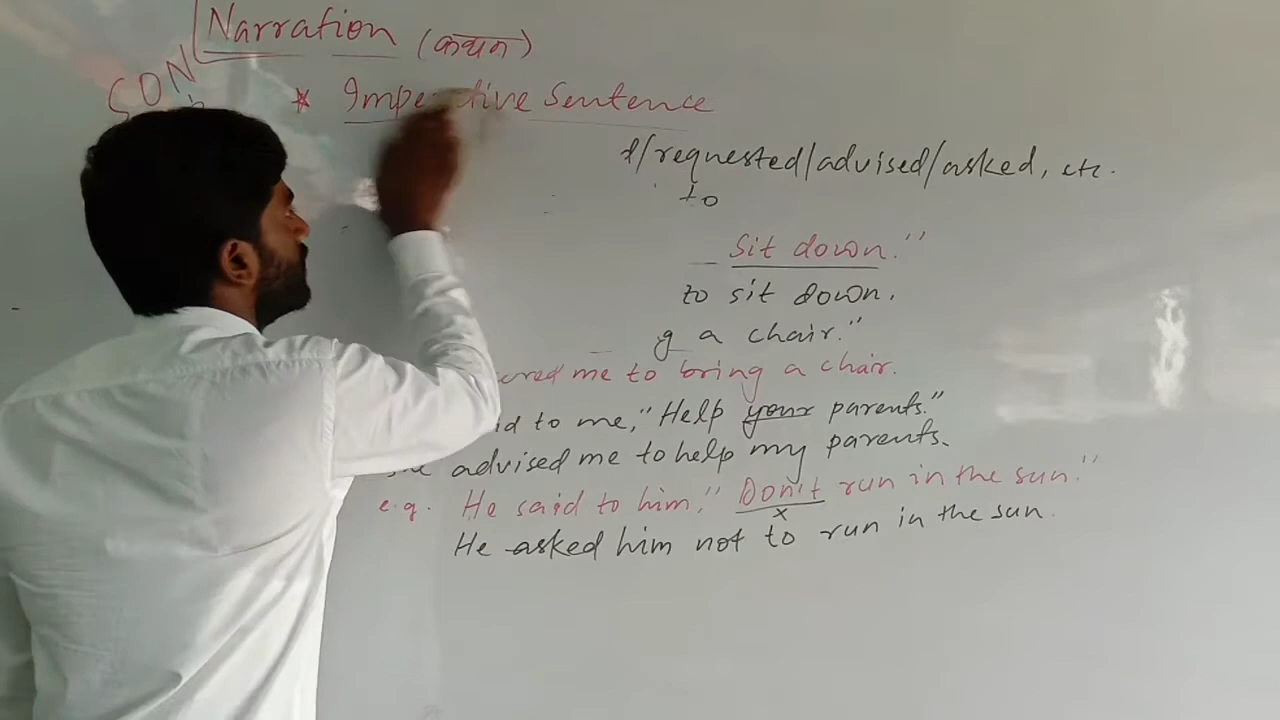 Narration (कथन)
SON
* Imperative Sentence
d/requested/advised/asked, etc.
to
Sit down."
to sit down.
g a chair."
ered me to bring a chair.
id to me, "Help your parents."
advised me to help my parents.
e.g. He said to him, "Don't run in the sun."
x
He asked him not to run in the sun.